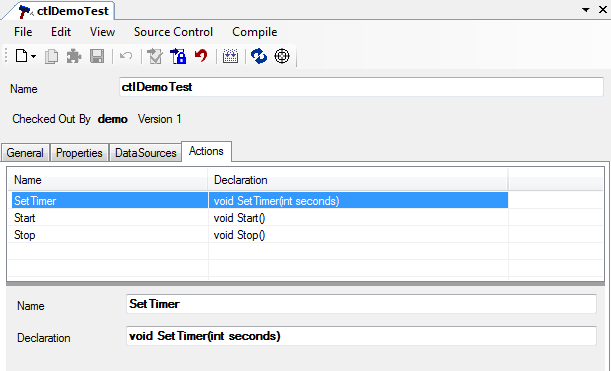 ctlDemoTest
File Edit View Source Control Compile
Name ctlDemoTest
Checked Out By demo Version 1
General Properties DataSources Actions
Name Declaration
SetTimer void SetTimer(int seconds)
Start void Start()
Stop void Stop()
Name SetTimer
Declaration void SetTimer(int seconds)